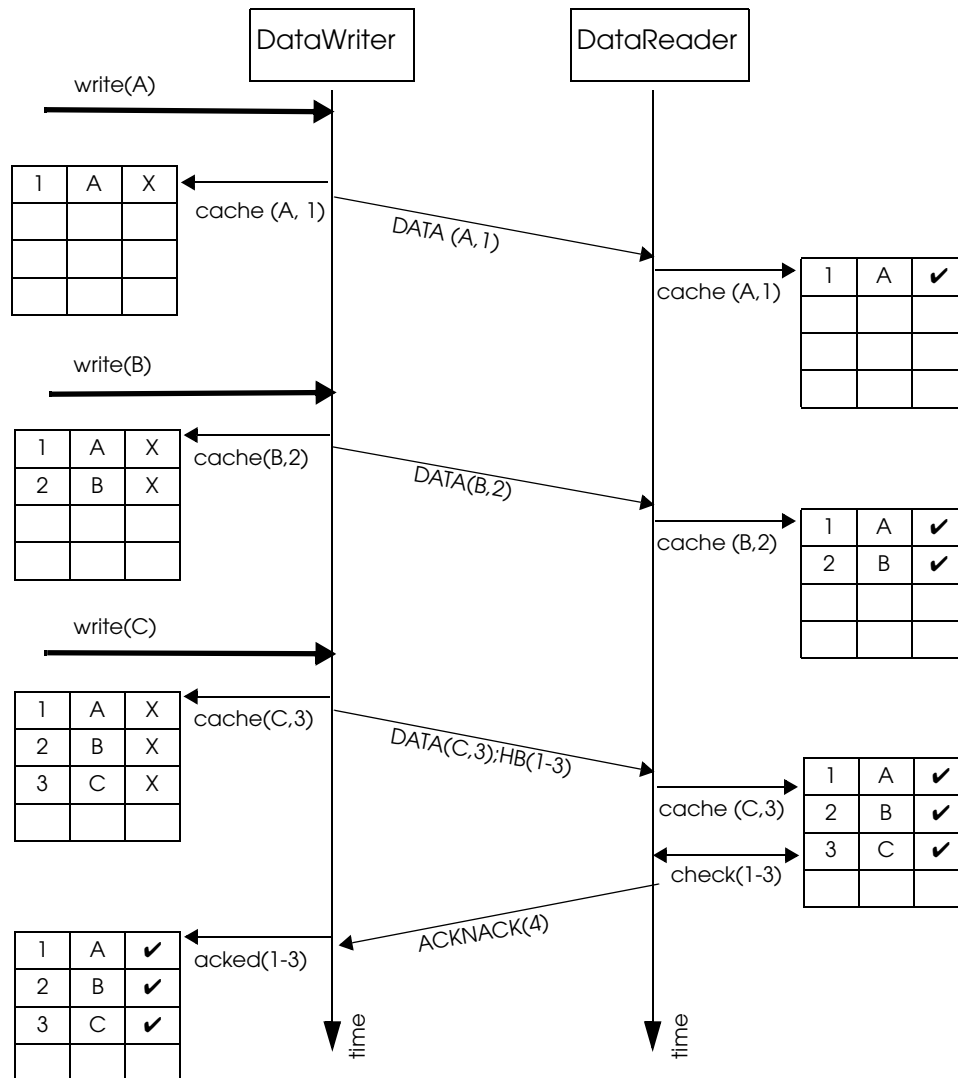 DataWriter
DataReader
write(A)
1 A X
cache (A, 1)
DATA (A,1)
cache (A,1)
1 A ✔
write(B)
1 A X
2 B X
cache(B,2)
DATA(B,2)
cache (B,2)
1 A ✔
2 B ✔
write(C)
1 A X
2 B X
3 C X
cache(C,3)
DATA(C,3);HB(1-3)
cache (C,3)
1 A ✔
2 B ✔
3 C ✔
check(1-3)
ACKNACK(4)
acked(1-3)
1 A ✔
2 B ✔
3 C ✔
time
time